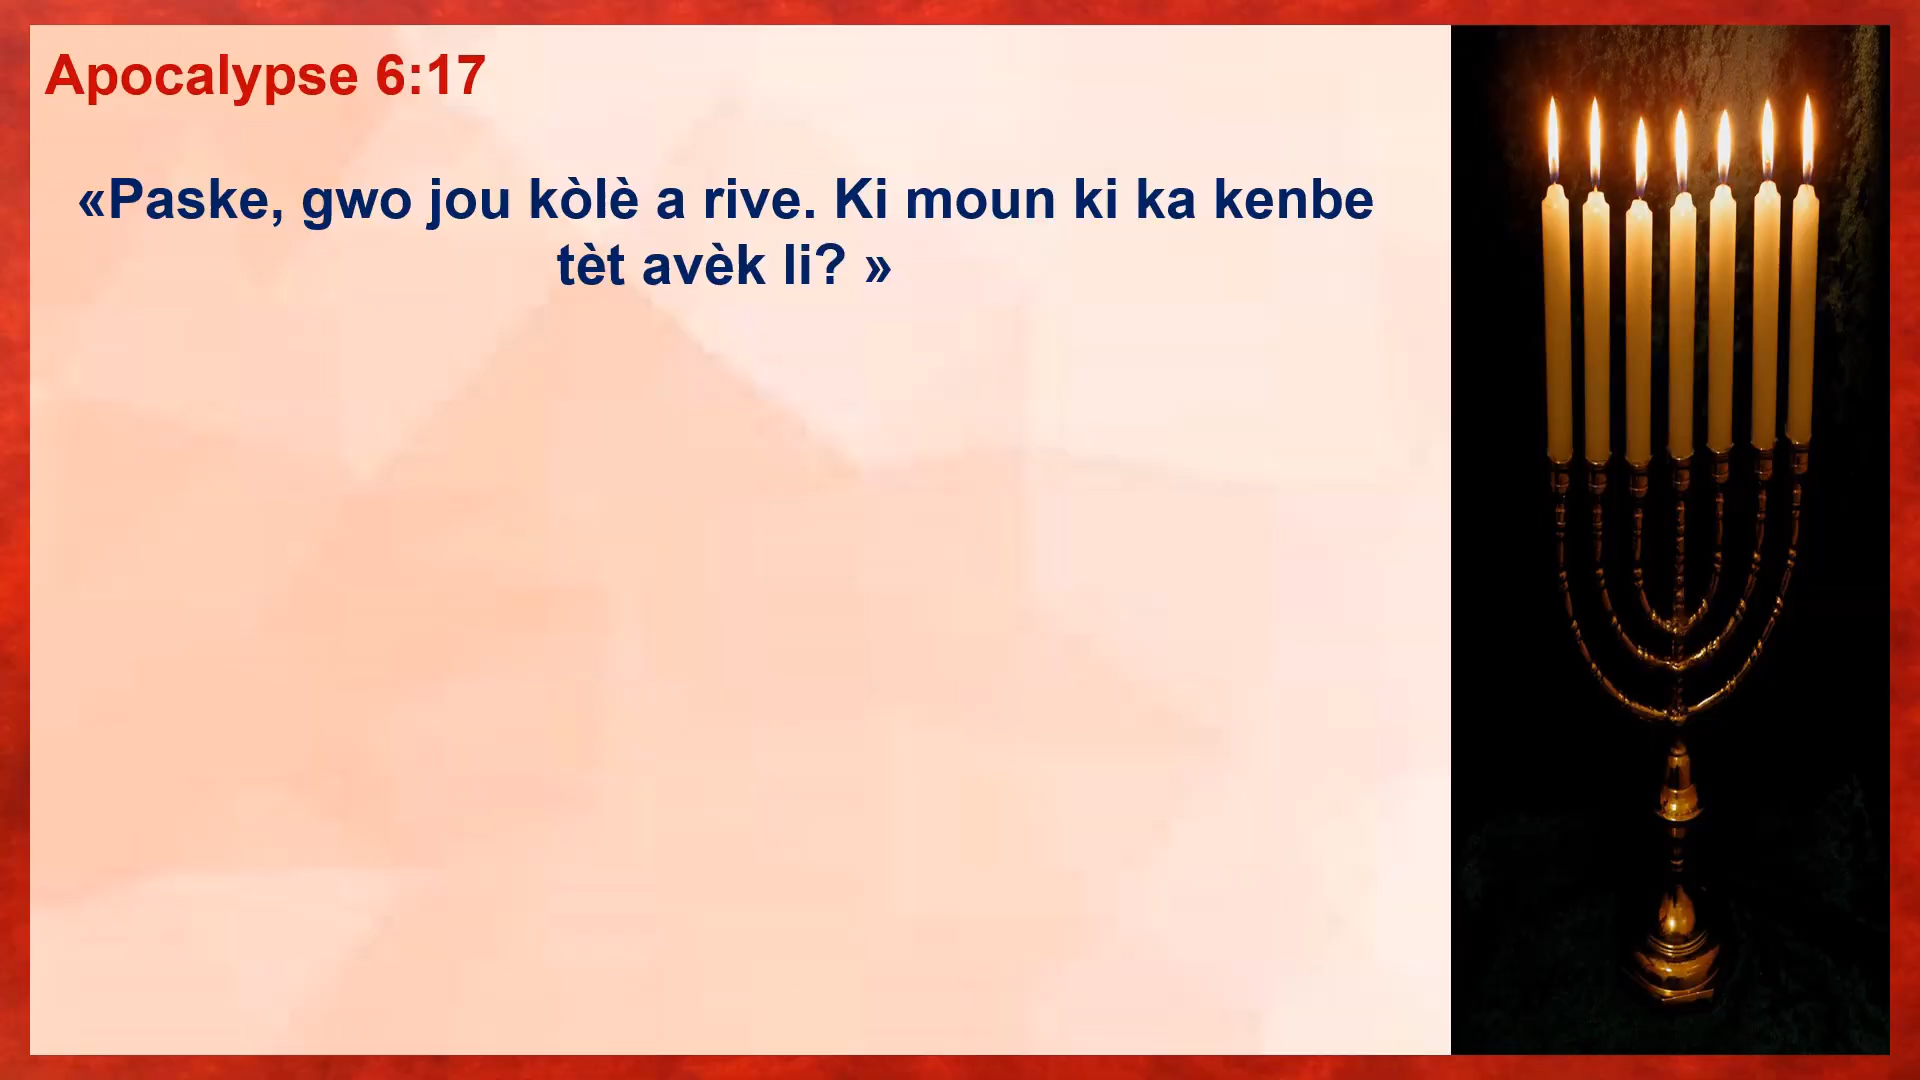 Apocalypse 6:17
«Paske, gwo jou kòlè a rive. Ki moun ki ka kenbe
tèt avèk li? »